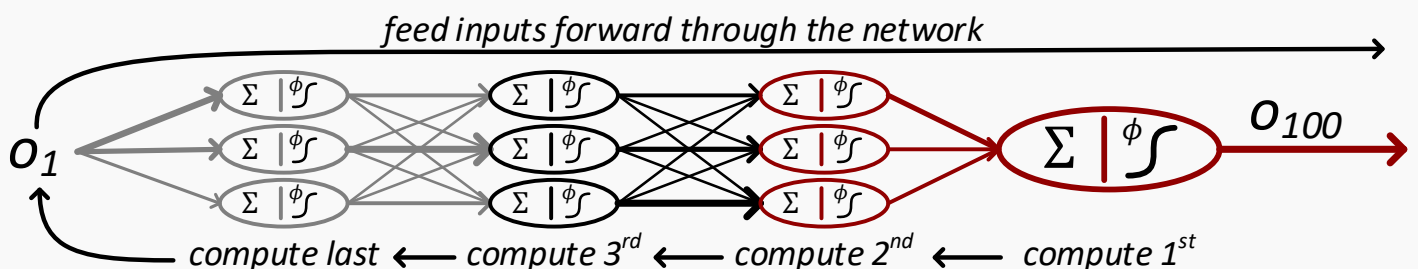 feed inputs forward through the network
Σ | ϕ∫ Σ | ϕ∫ Σ | ϕ∫
o₁ Σ | ϕ∫ Σ | ϕ∫ Σ | ϕ∫ Σ | ϕ∫ o₁₀₀
Σ | ϕ∫ Σ | ϕ∫ Σ | ϕ∫
compute last ← compute 3ʳᵈ ← compute 2ⁿᵈ ← compute 1ˢᵗ